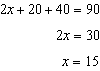 2x + 20 + 40 = 90
2x = 30
x = 15